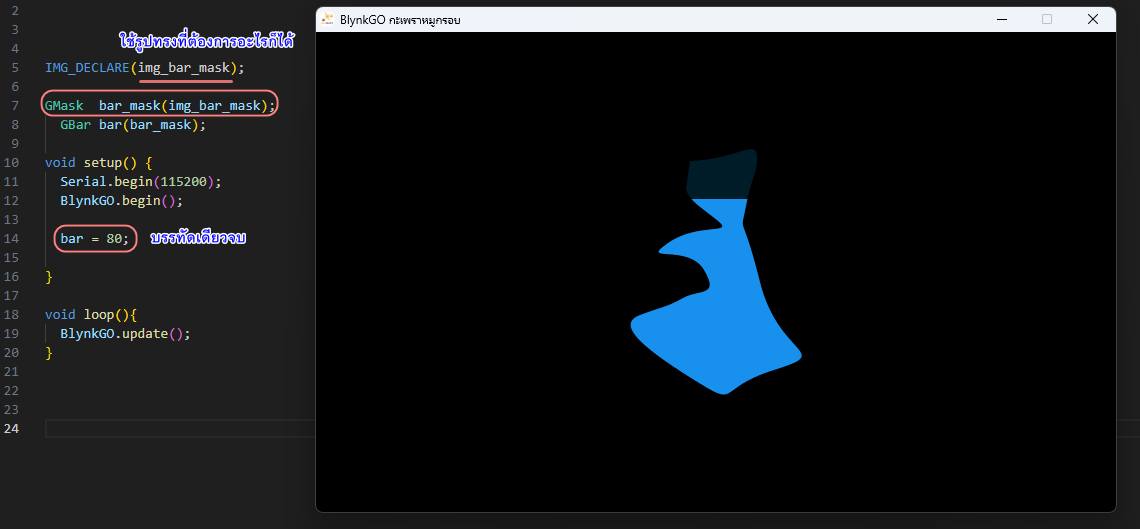 2
3
ใช้รูปทรงที่ต้องการอะไรก็ได้
4
5 IMG_DECLARE(img_bar_mask);
6
7 GMask  bar_mask(img_bar_mask);
8   GBar bar(bar_mask);
9
10 void setup() {
11   Serial.begin(115200);
12   BlynkGO.begin();
13
14   bar = 80; บรรทัดเดียวจบ
15
16 }
17
18 void loop(){
19   BlynkGO.update();
20 }
21
22
23
24
BlynkGO กะเพราหมูกรอบ